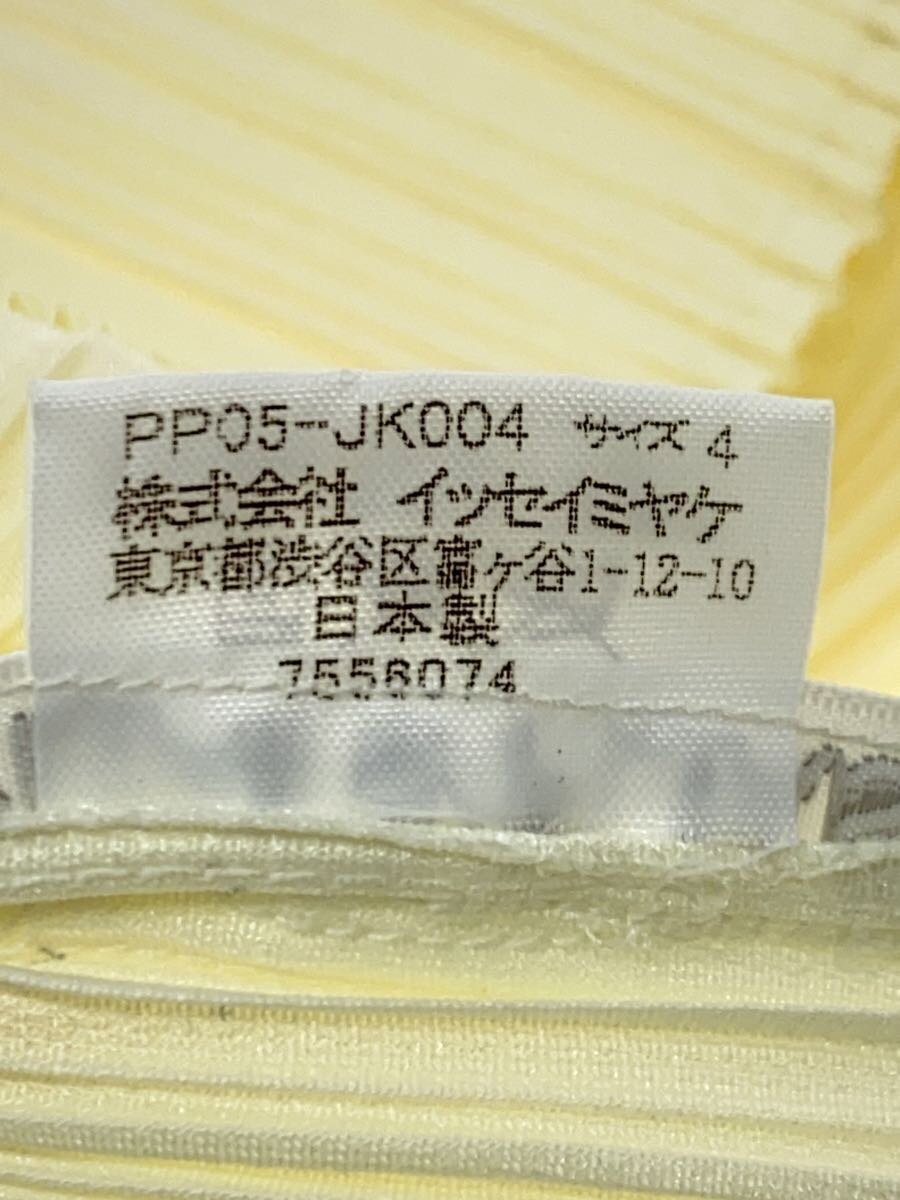 PP05-JK004 サイズ 4
株式会社 イッセイミヤケ
東京都渋谷区富ヶ谷1-12-10
日本製
7558074